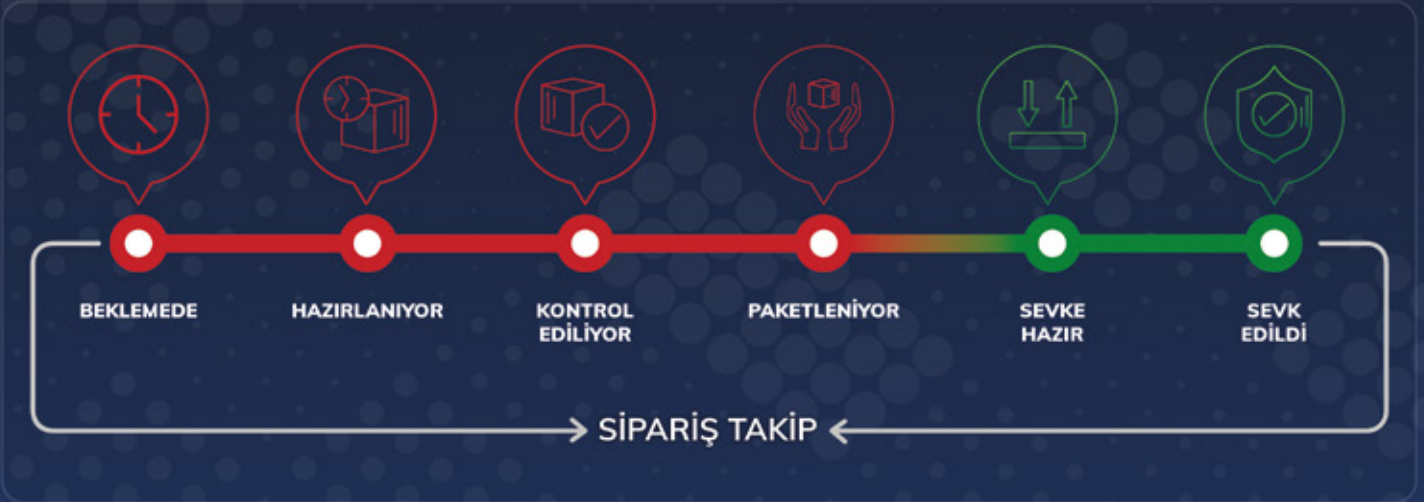 BEKLEMEDE
HAZIRLANIYOR
KONTROL
EDİLİYOR
PAKETLENİYOR
SEVKE
HAZIR
SEVK
EDİLDİ
SİPARİŞ TAKİP